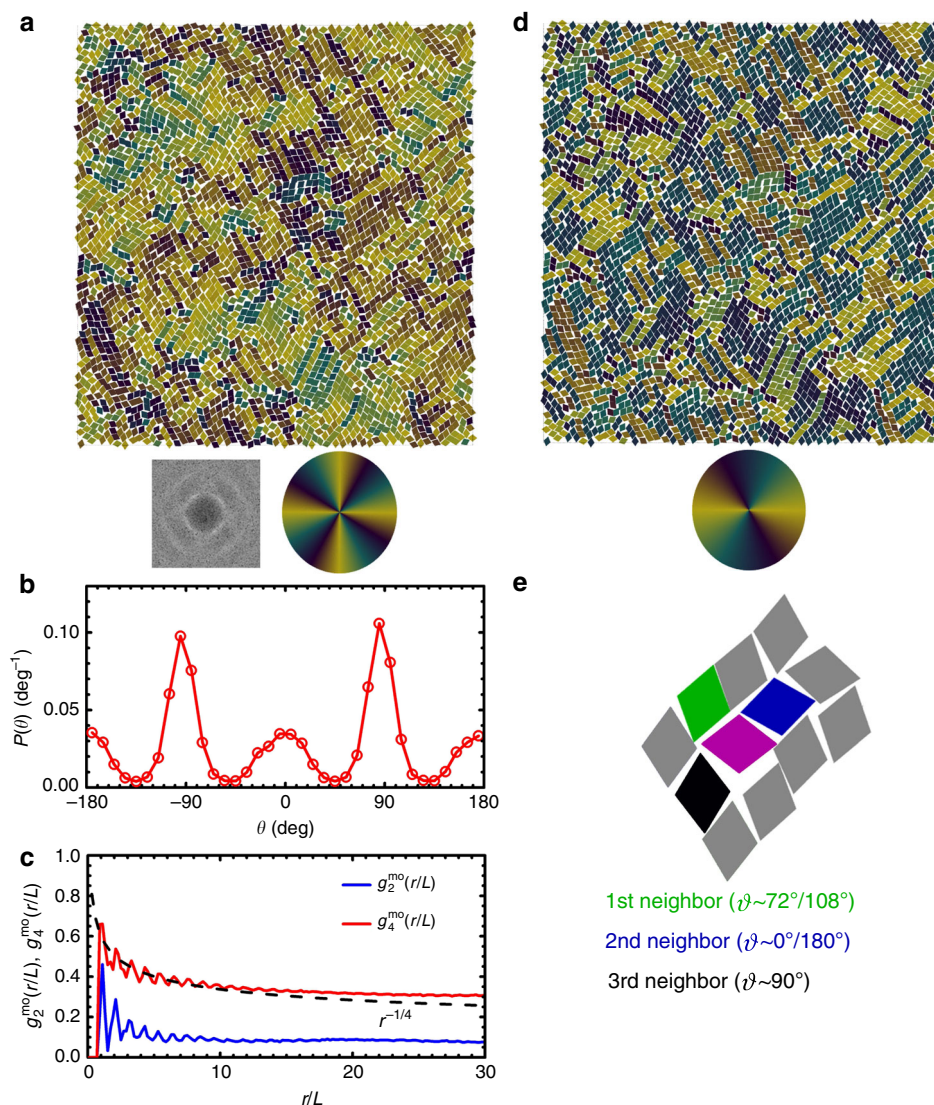 a
d
b
P(θ) (deg⁻¹)
0.10
0.05
0.00
−180
−90
0
90
180
θ (deg)
c
g₂ᵐᵒ(r/L), g₄ᵐᵒ(r/L)
1.0
0.8
0.6
0.4
0.2
0.0
g₂ᵐᵒ(r/L)
g₄ᵐᵒ(r/L)
r⁻¹/⁴
0
10
20
30
r/L
e
1st neighbor (ϑ~72°/108°)
2nd neighbor (ϑ~0°/180°)
3rd neighbor (ϑ~90°)